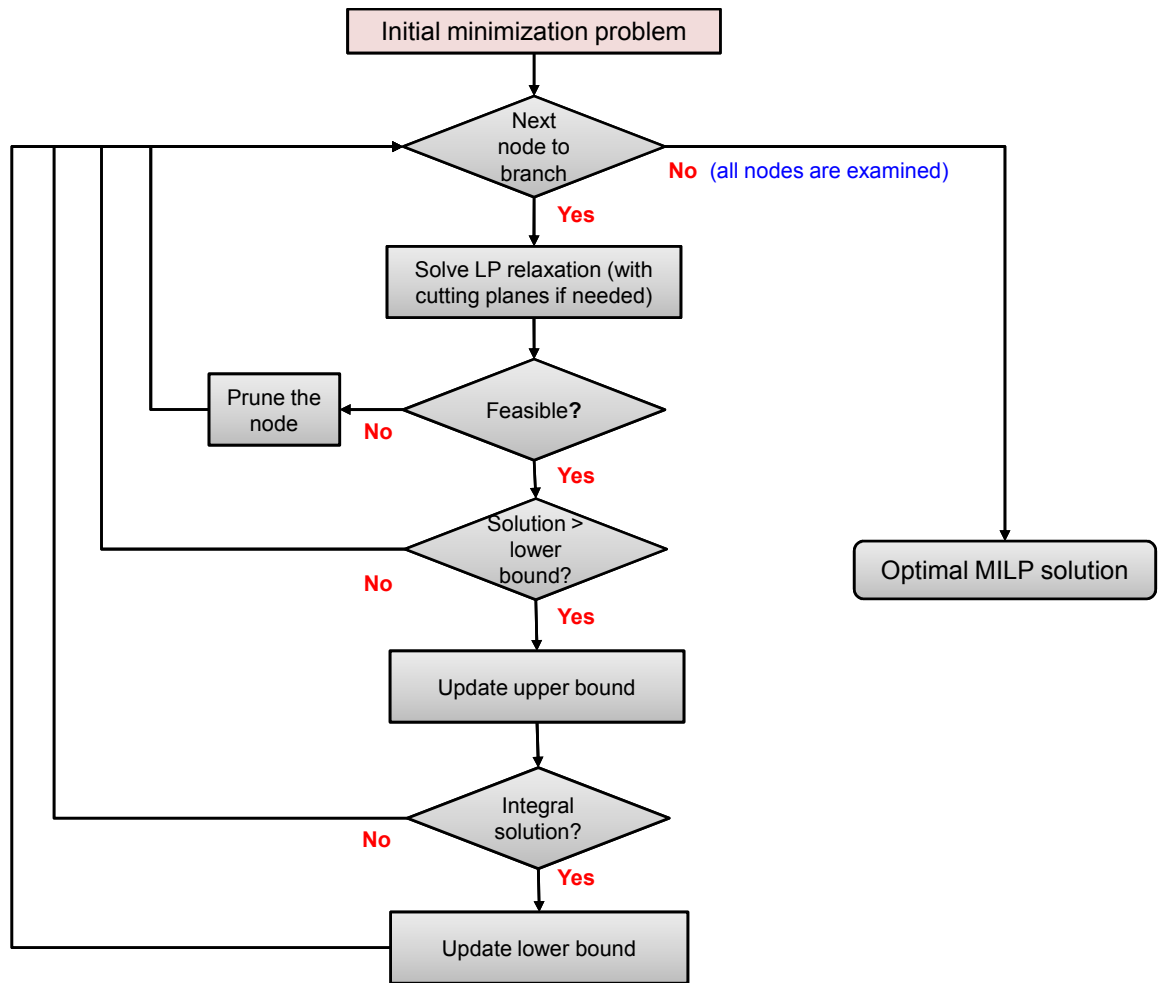 Initial minimization problem
Next
node to
branch
No (all nodes are examined)
Yes
Solve LP relaxation (with
cutting planes if needed)
Prune the
node
Feasible?
No
Yes
Solution >
lower
bound?
No
Yes
Optimal MILP solution
Update upper bound
Integral
solution?
No
Yes
Update lower bound